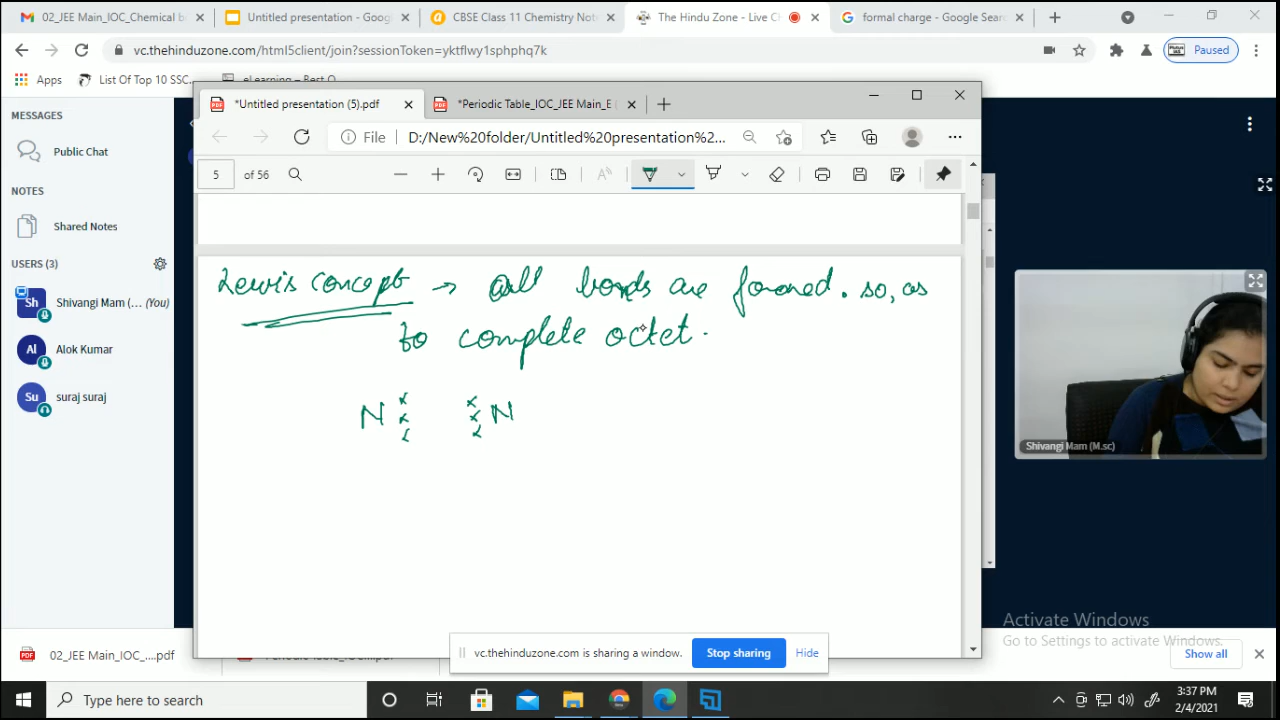 02_JEE Main_IOC_Chemical b
Untitled presentation - Goog
CBSE Class 11 Chemistry Note
The Hindu Zone - Live C
formal charge - Google Sear
vc.thehinduzone.com/html5client/join?sessionToken=yktflwy1sphphq7k
Paused
Apps
List Of Top 10 SSC...
eLearning – Best O
*Untitled presentation (5).pdf
*Periodic Table_IOC_JEE Main_E (
File
D:/New%20folder/Untitled%20presentation%2...
5 of 56
MESSAGES
Public Chat
NOTES
Shared Notes
USERS (3)
Sh
Shivangi Mam (M... (You)
Al
Alok Kumar
Su
suraj suraj
Lewis concept → all bonds are formed. so, as
to complete octet.
N N
Shivangi Mam (M.sc)
Activate Windows
Go to Settings to activate Windows.
vc.thehinduzone.com is sharing a window.
Stop sharing
Hide
02_JEE Main_IOC_....pdf
Show all
Type here to search
3:37 PM
2/4/2021